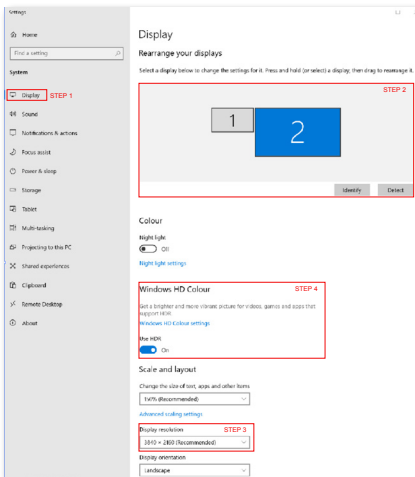 Settings
Home
Find a setting
System
Display STEP 1
Sound
Notifications & actions
Focus assist
Power & sleep
Storage
Tablet
Multi-tasking
Projecting to this PC
Shared experiences
Clipboard
Remote Desktop
About
Display
Rearrange your displays
Select a display below to change the settings for it. Press and hold (or select) a display, then drag to rearrange it.
STEP 2
1
2
Identify Detect
Colour
Night light
Off
Night light settings
Windows HD Colour STEP 4
Get a brighter and more vibrant picture for videos, games and apps that
support HDR.
Windows HD Colour settings
Use HDR
On
Scale and layout
Change the size of text, apps and other items
(Recommended)
Advanced scaling settings
Display resolution STEP 3
3840 × 2160 (Recommended)
Display orientation
Landscape